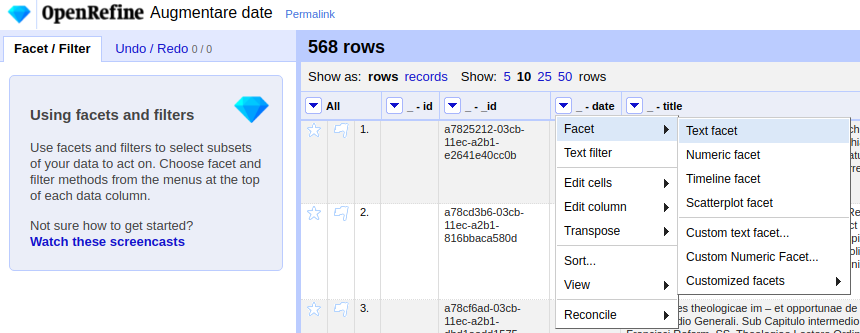 OpenRefine Augmentare date Permalink
Facet / Filter Undo / Redo 0 / 0
568 rows
Show as: rows records Show: 5 10 25 50 rows
All _ - id _ - _id _ - date _ - title
Using facets and filters
Use facets and filters to select subsets
of your data to act on. Choose facet and
filter methods from the menus at the top
of each data column.
Not sure how to get started?
Watch these screencasts
1. a7825212-03cb-
11ec-a2b1-
e2641e40cc0b
2. a78cd3b6-03cb-
11ec-a2b1-
816bbaca580d
3. a78cf6ad-03cb-
11ec-a2b1-
Facet
Text filter
Edit cells
Edit column
Transpose
Sort...
View
Reconcile
Text facet
Numeric facet
Timeline facet
Scatterplot facet
Custom text facet...
Custom Numeric Facet...
Customized facets
es theologicae im – et opportunae de
dio Generali. Sub Capitulo intermedio